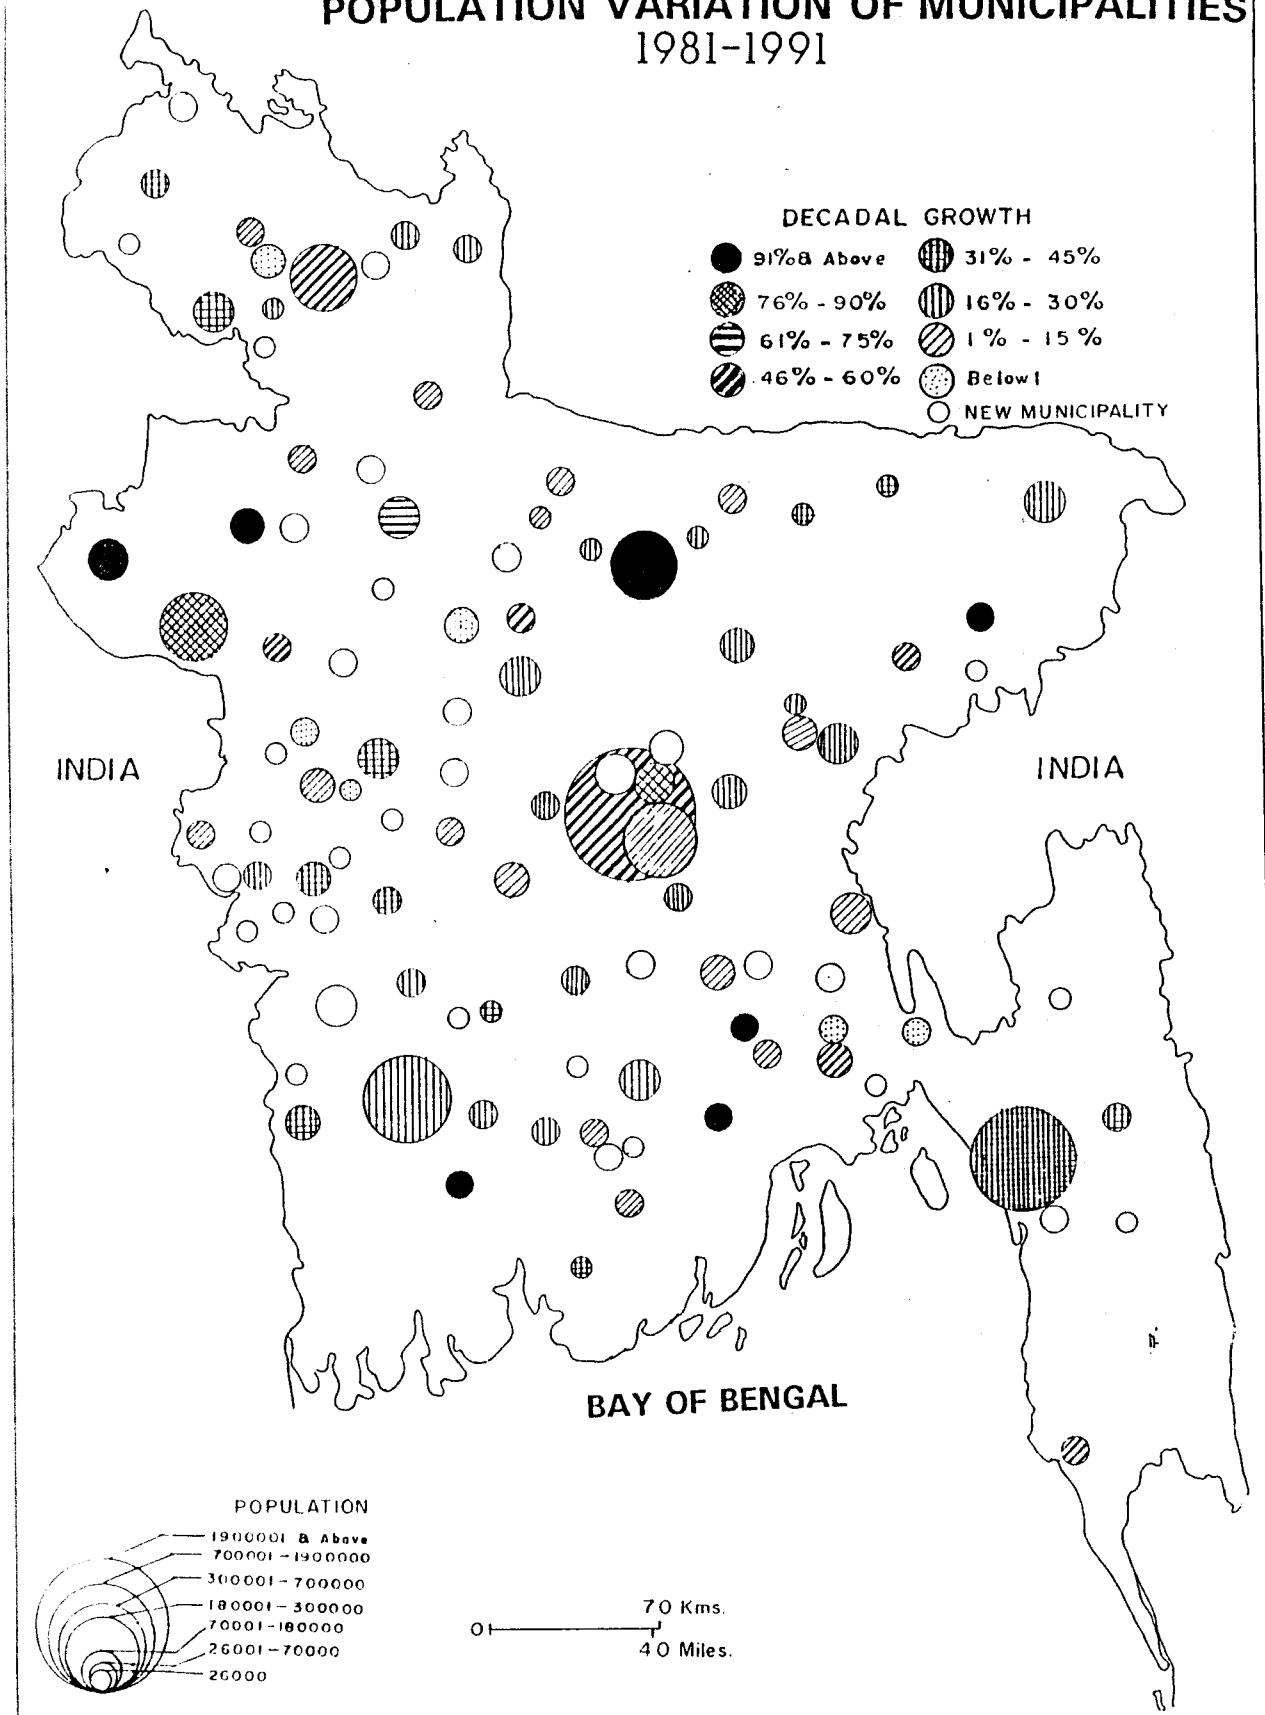 POPULATION VARIATION OF MUNICIPALITIES
1981-1991
DECADAL GROWTH
91% & Above
31% - 45%
76% - 90%
16% - 30%
61% - 75%
1% - 15%
46% - 60%
Below 1
NEW MUNICIPALITY
INDIA
INDIA
BAY OF BENGAL
POPULATION
1900001 & Above
700001 - 1900000
300001 - 700000
180001 - 300000
70001 - 180000
26001 - 70000
26000
0
70 Kms.
40 Miles.